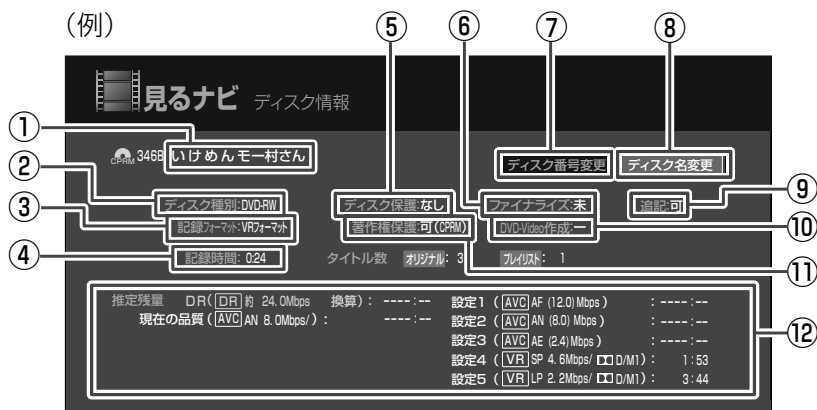 (例)
⑤ ⑥ ⑦ ⑧
見るナビ ディスク情報
①
CPRM 346B いけめんモー村さん ディスク番号変更 ディスク名変更
②
ディスク種別:DVD-RW ディスク保護:なし ファイナライズ:未 追記:可 ⑨
③
記録フォーマット:VRフォーマット 著作権保護:可(CPRM) DVD-Video作成:ー ⑩
④
記録時間: 0:24 タイトル数 オリジナル: 3 プレイリスト: 1
⑪
推定残量 DR( DR 約 24.0Mbps 換算): ----:-- 設定1 ( AVC AF (12.0) Mbps ) : ----:--
現在の品質( AVC AN 8.0Mbps/ ): ----:-- 設定2 ( AVC AN (8.0) Mbps ) : ----:-- ⑫
設定3 ( AVC AE (2.4) Mbps ) : ----:--
設定4 ( VR SP 4.6Mbps/ D/M1) : 1:53
設定5 ( VR LP 2.2Mbps/ D/M1) : 3:44